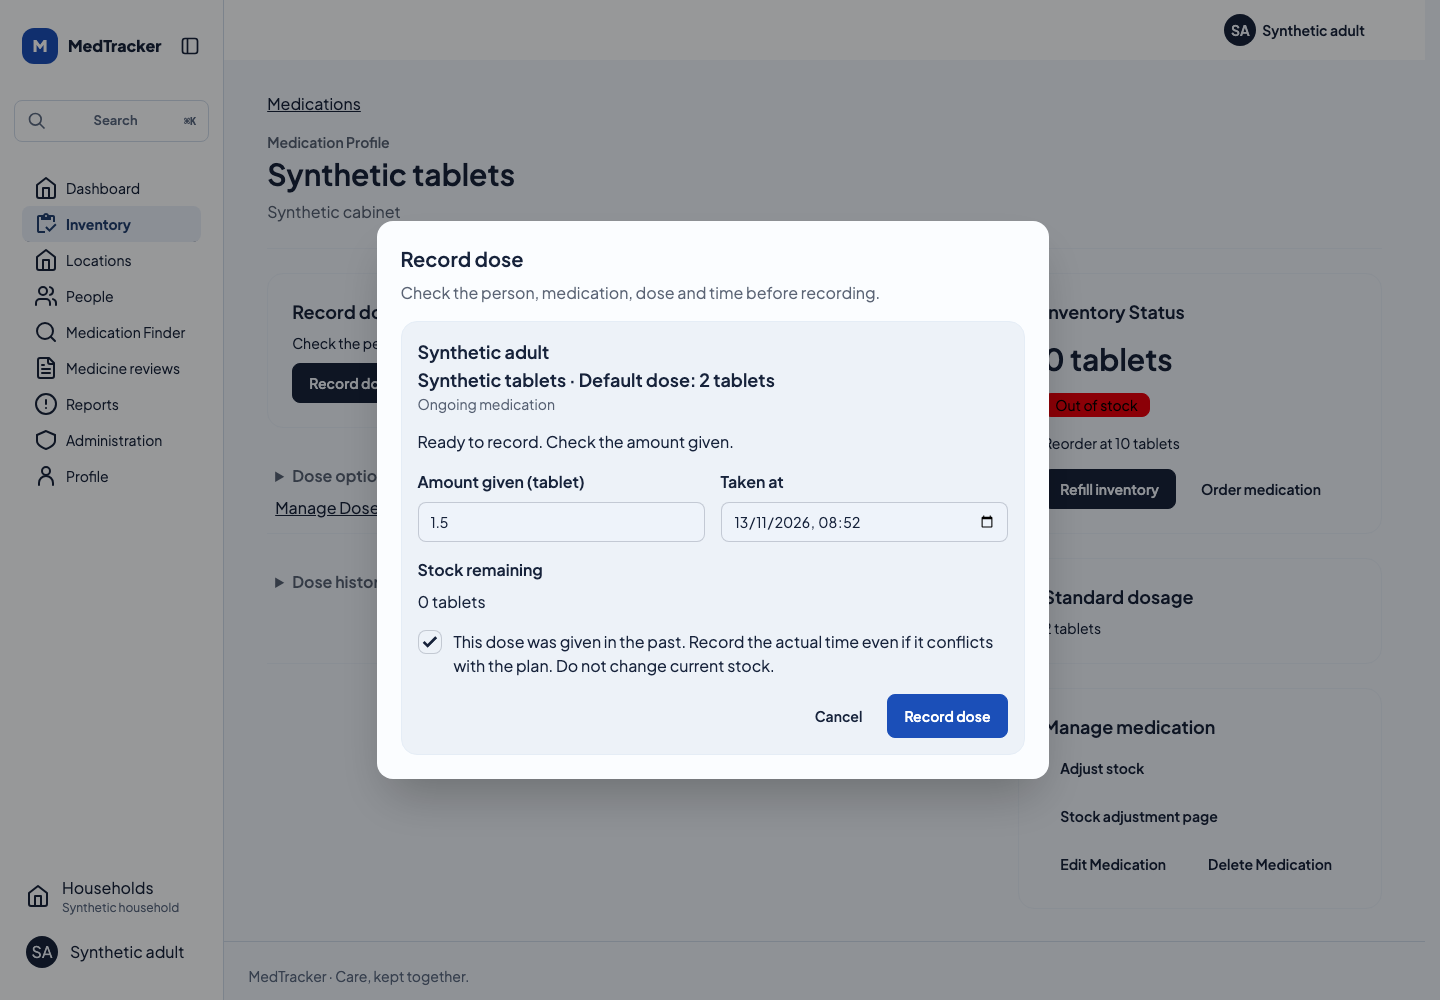 M MedTracker
Search ⌘K
Dashboard
Inventory
Locations
People
Medication Finder
Medicine reviews
Reports
Administration
Profile
Households
Synthetic household
SA Synthetic adult
SA Synthetic adult
Medications
Medication Profile
Synthetic tablets
Synthetic cabinet
Record do
Check the pe
Record do
Dose optio
Manage Dose
Dose histor
Record dose
Check the person, medication, dose and time before recording.
Synthetic adult
Synthetic tablets · Default dose: 2 tablets
Ongoing medication
Ready to record. Check the amount given.
Amount given (tablet)
Taken at
1.5
13/11/2026, 08:52
Stock remaining
0 tablets
This dose was given in the past. Record the actual time even if it conflicts
with the plan. Do not change current stock.
Cancel
Record dose
nventory Status
0 tablets
Out of stock
Reorder at 10 tablets
Refill inventory
Order medication
Standard dosage
2 tablets
Manage medication
Adjust stock
Stock adjustment page
Edit Medication
Delete Medication
MedTracker · Care, kept together.